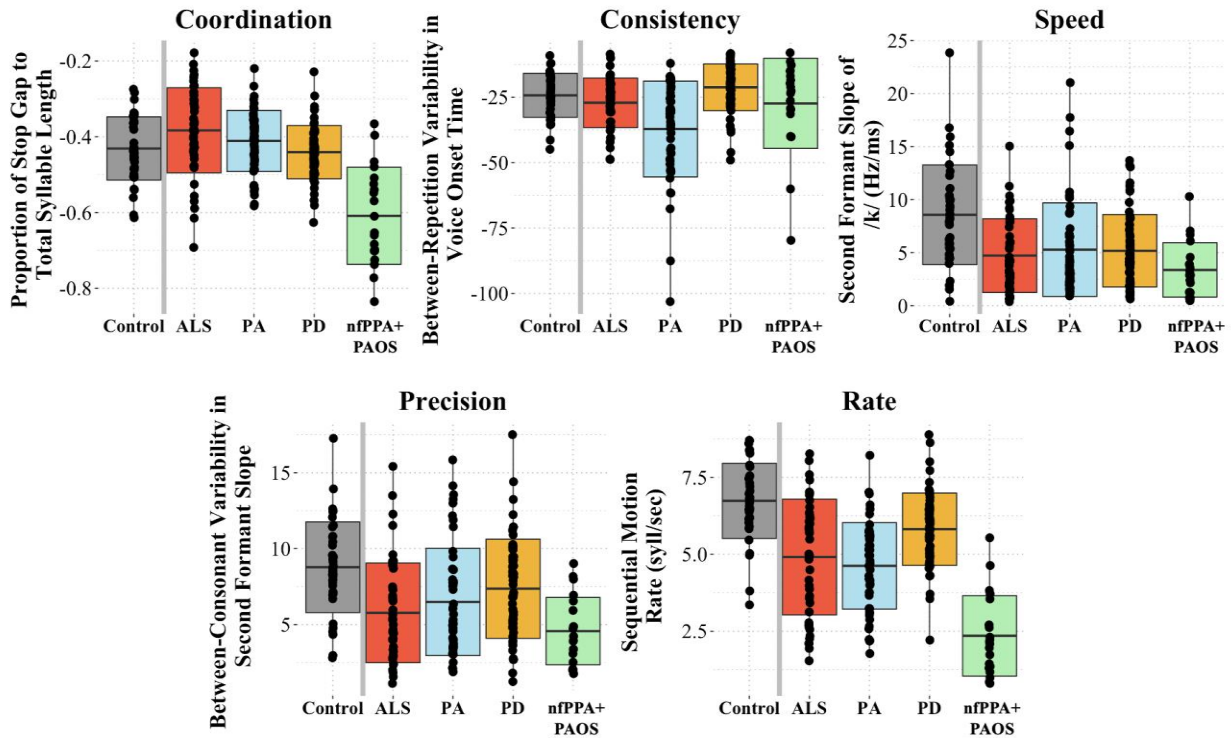 Coordination
Proportion of Stop Gap to
Total Syllable Length
-0.2
-0.4
-0.6
-0.8
Control
ALS
PA
PD
nfPPA+
PAOS
Consistency
Between-Repetition Variability in
Voice Onset Time
-25
-50
-75
-100
Control
ALS
PA
PD
nfPPA+
PAOS
Speed
Second Formant Slope of
/k/ (Hz/ms)
25
20
15
10
5
0
Control
ALS
PA
PD
nfPPA+
PAOS
Precision
Between-Consonant Variability in
Second Formant Slope
15
10
5
Control
ALS
PA
PD
nfPPA+
PAOS
Rate
Sequential Motion
Rate (syll/sec)
7.5
5.0
2.5
Control
ALS
PA
PD
nfPPA+
PAOS